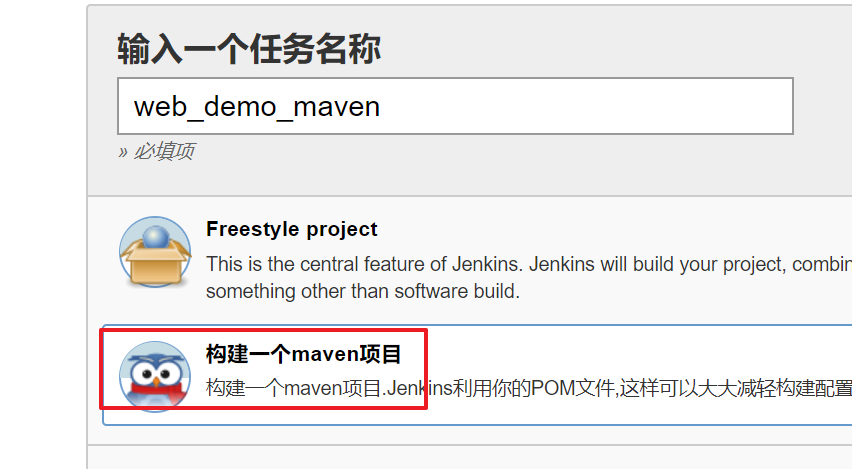 输入一个任务名称
web_demo_maven
» 必填项
Freestyle project
This is the central feature of Jenkins. Jenkins will build your project, combin
something other than software build.
构建一个maven项目
构建一个maven项目.Jenkins利用你的POM文件,这样可以大大减轻构建配置